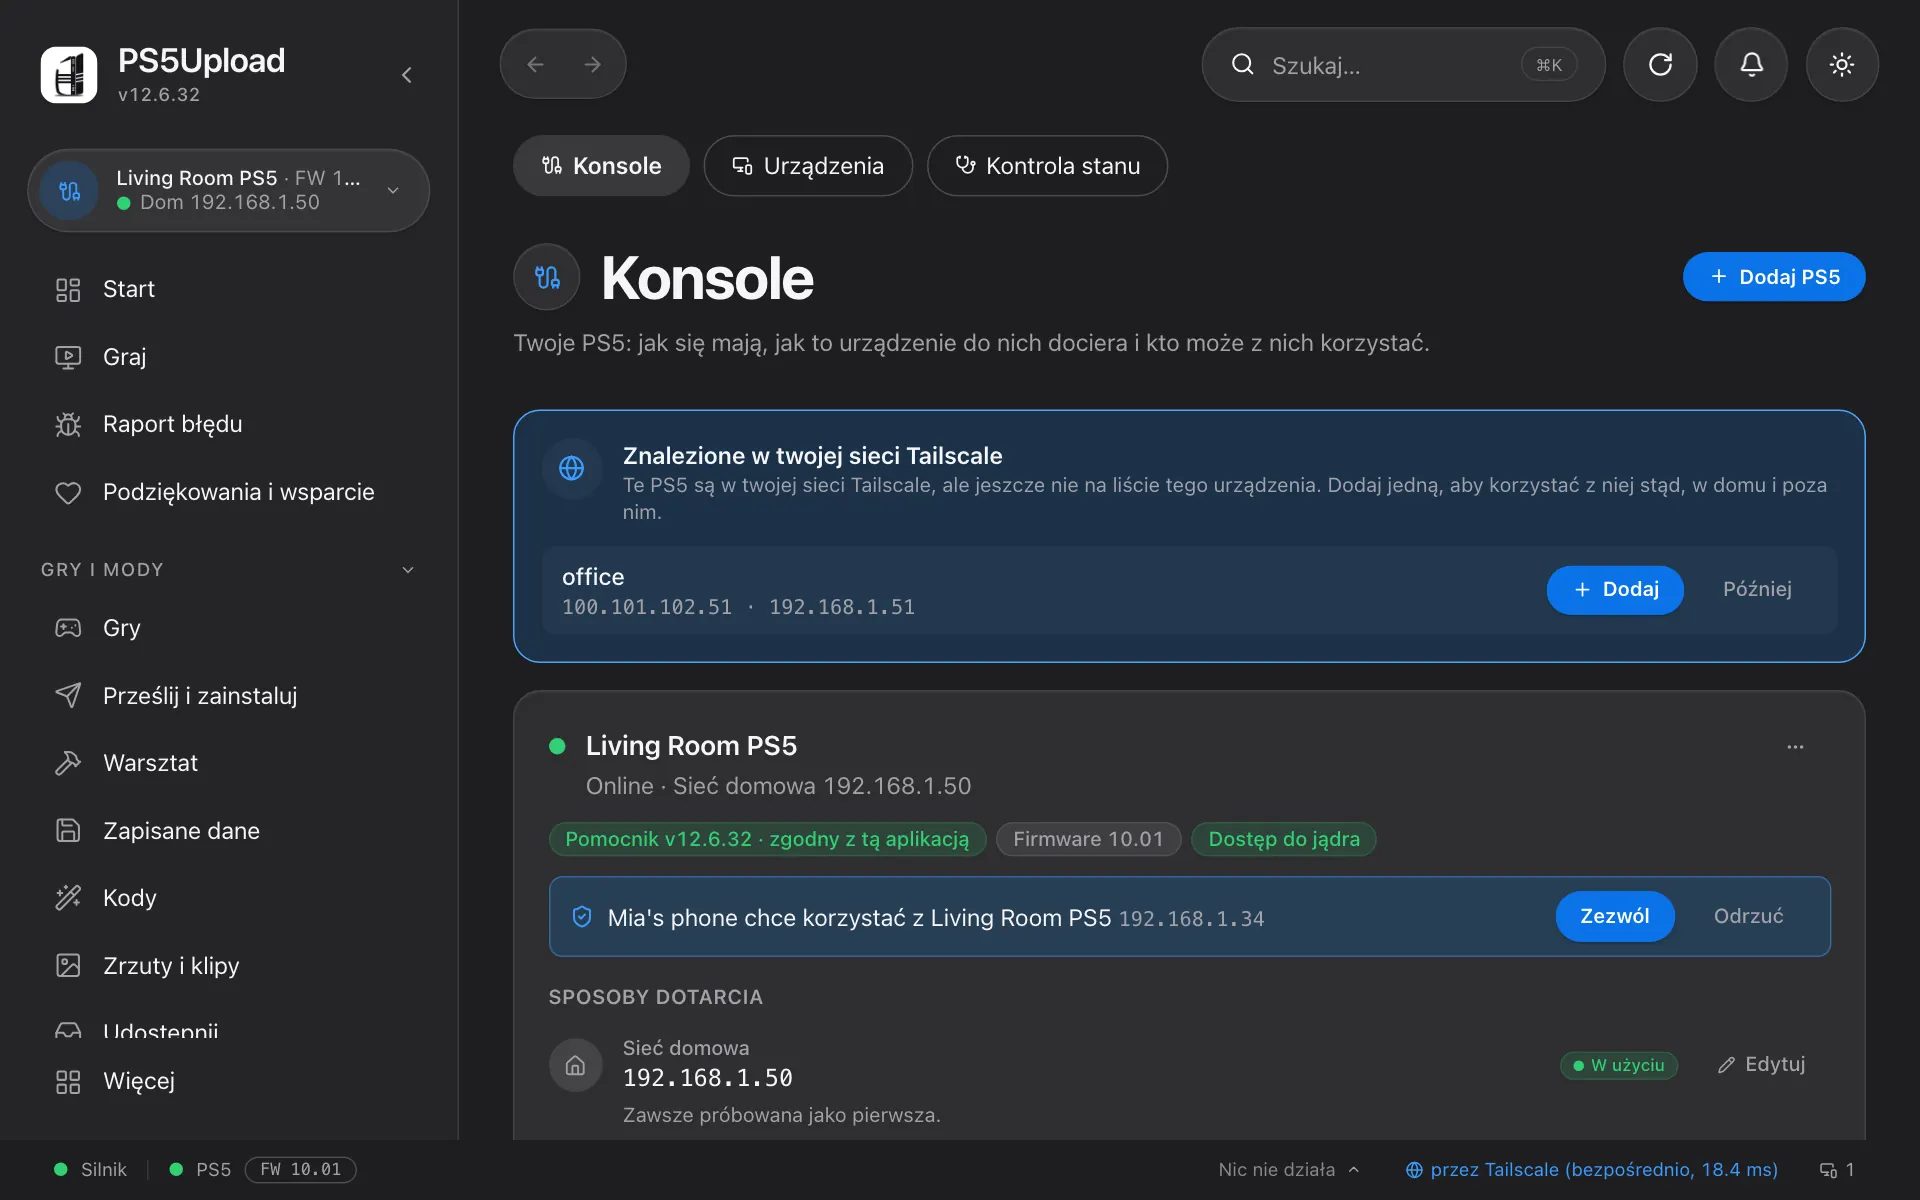 PS5Upload
v12.6.32
Living Room PS5 · FW 1...
Dom 192.168.1.50
Start
Graj
Raport błędu
Podziękowania i wsparcie
GRY I MODY
Gry
Prześlij i zainstaluj
Warsztat
Zapisane dane
Kody
Zrzuty i klipy
Udostępnij
Więcej
Szukaj...
⌘K
Konsole
Urządzenia
Kontrola stanu
Konsole
+ Dodaj PS5
Twoje PS5: jak się mają, jak to urządzenie do nich dociera i kto może z nich korzystać.
Znalezione w twojej sieci Tailscale
Te PS5 są w twojej sieci Tailscale, ale jeszcze nie na liście tego urządzenia. Dodaj jedną, aby korzystać z niej stąd, w domu i poza
nim.
office
100.101.102.51 · 192.168.1.51
+ Dodaj
Później
Living Room PS5
Online · Sieć domowa 192.168.1.50
Pomocnik v12.6.32 · zgodny z tą aplikacją
Firmware 10.01
Dostęp do jądra
Mia's phone chce korzystać z Living Room PS5 192.168.1.34
Zezwól
Odrzuć
SPOSOBY DOTARCIA
Sieć domowa
192.168.1.50
Zawsze próbowana jako pierwsza.
W użyciu
Edytuj
Silnik
PS5
FW 10.01
Nic nie działa
przez Tailscale (bezpośrednio, 18.4 ms)
1